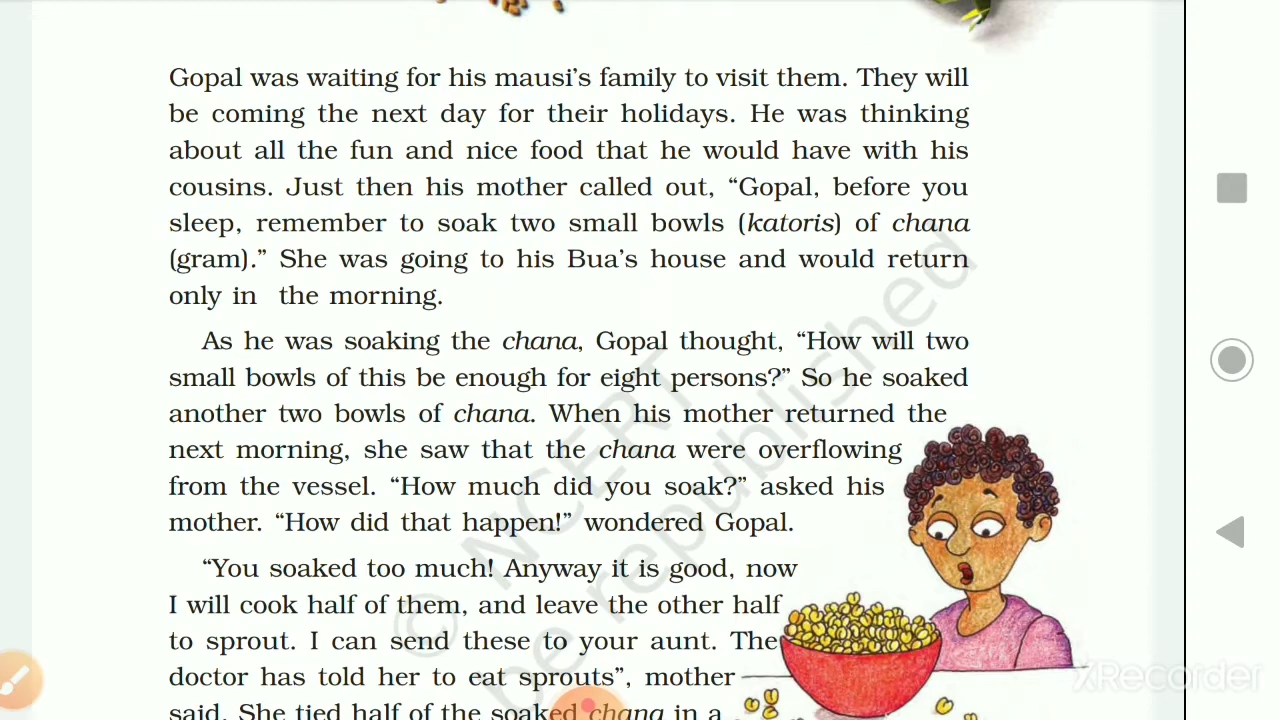 Gopal was waiting for his mausi’s family to visit them. They will
be coming the next day for their holidays. He was thinking
about all the fun and nice food that he would have with his
cousins. Just then his mother called out, “Gopal, before you
sleep, remember to soak two small bowls (katoris) of chana
(gram).” She was going to his Bua’s house and would return
only in the morning.
As he was soaking the chana, Gopal thought, “How will two
small bowls of this be enough for eight persons?” So he soaked
another two bowls of chana. When his mother returned the
next morning, she saw that the chana were overflowing
from the vessel. “How much did you soak?” asked his
mother. “How did that happen!” wondered Gopal.
“You soaked too much! Anyway it is good, now
I will cook half of them, and leave the other half
to sprout. I can send these to your aunt. The
doctor has told her to eat sprouts”, mother
said. She tied half of the soaked chana in a
© NCERT
be republished
XRecorder